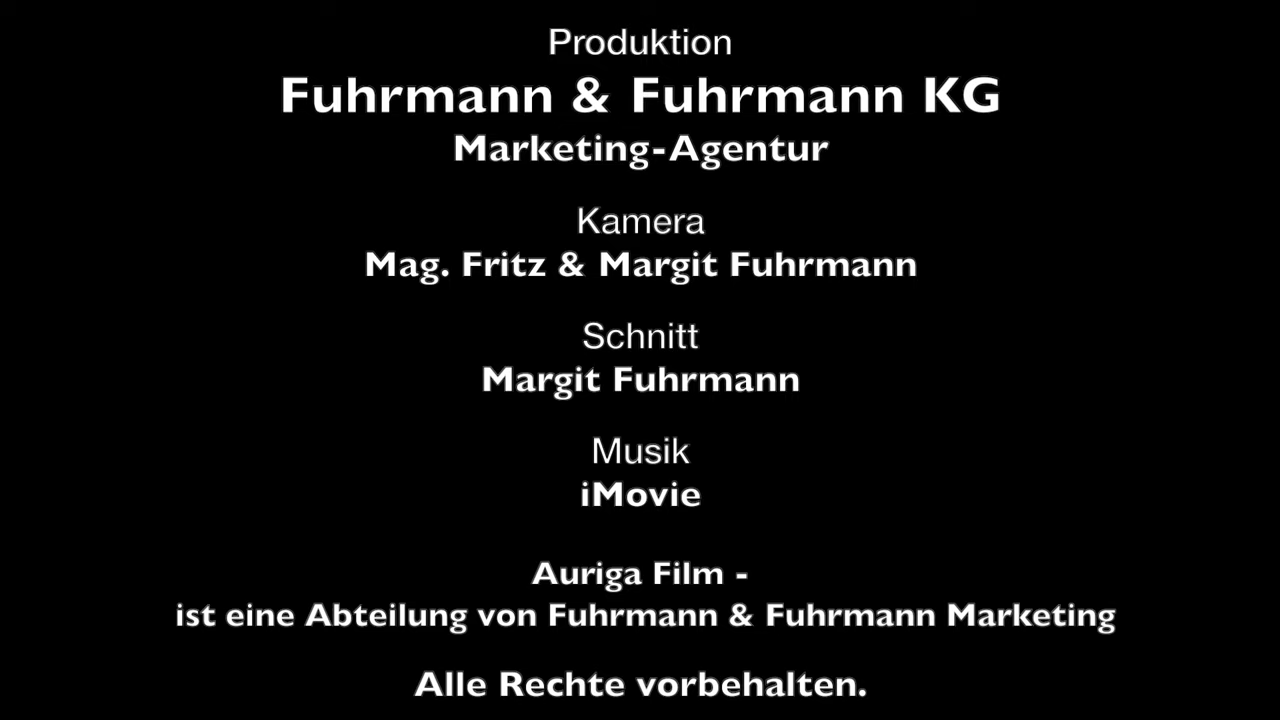 Produktion
Fuhrmann & Fuhrmann KG
Marketing-Agentur
Kamera
Mag. Fritz & Margit Fuhrmann
Schnitt
Margit Fuhrmann
Musik
iMovie
Auriga Film -
ist eine Abteilung von Fuhrmann & Fuhrmann Marketing
Alle Rechte vorbehalten.